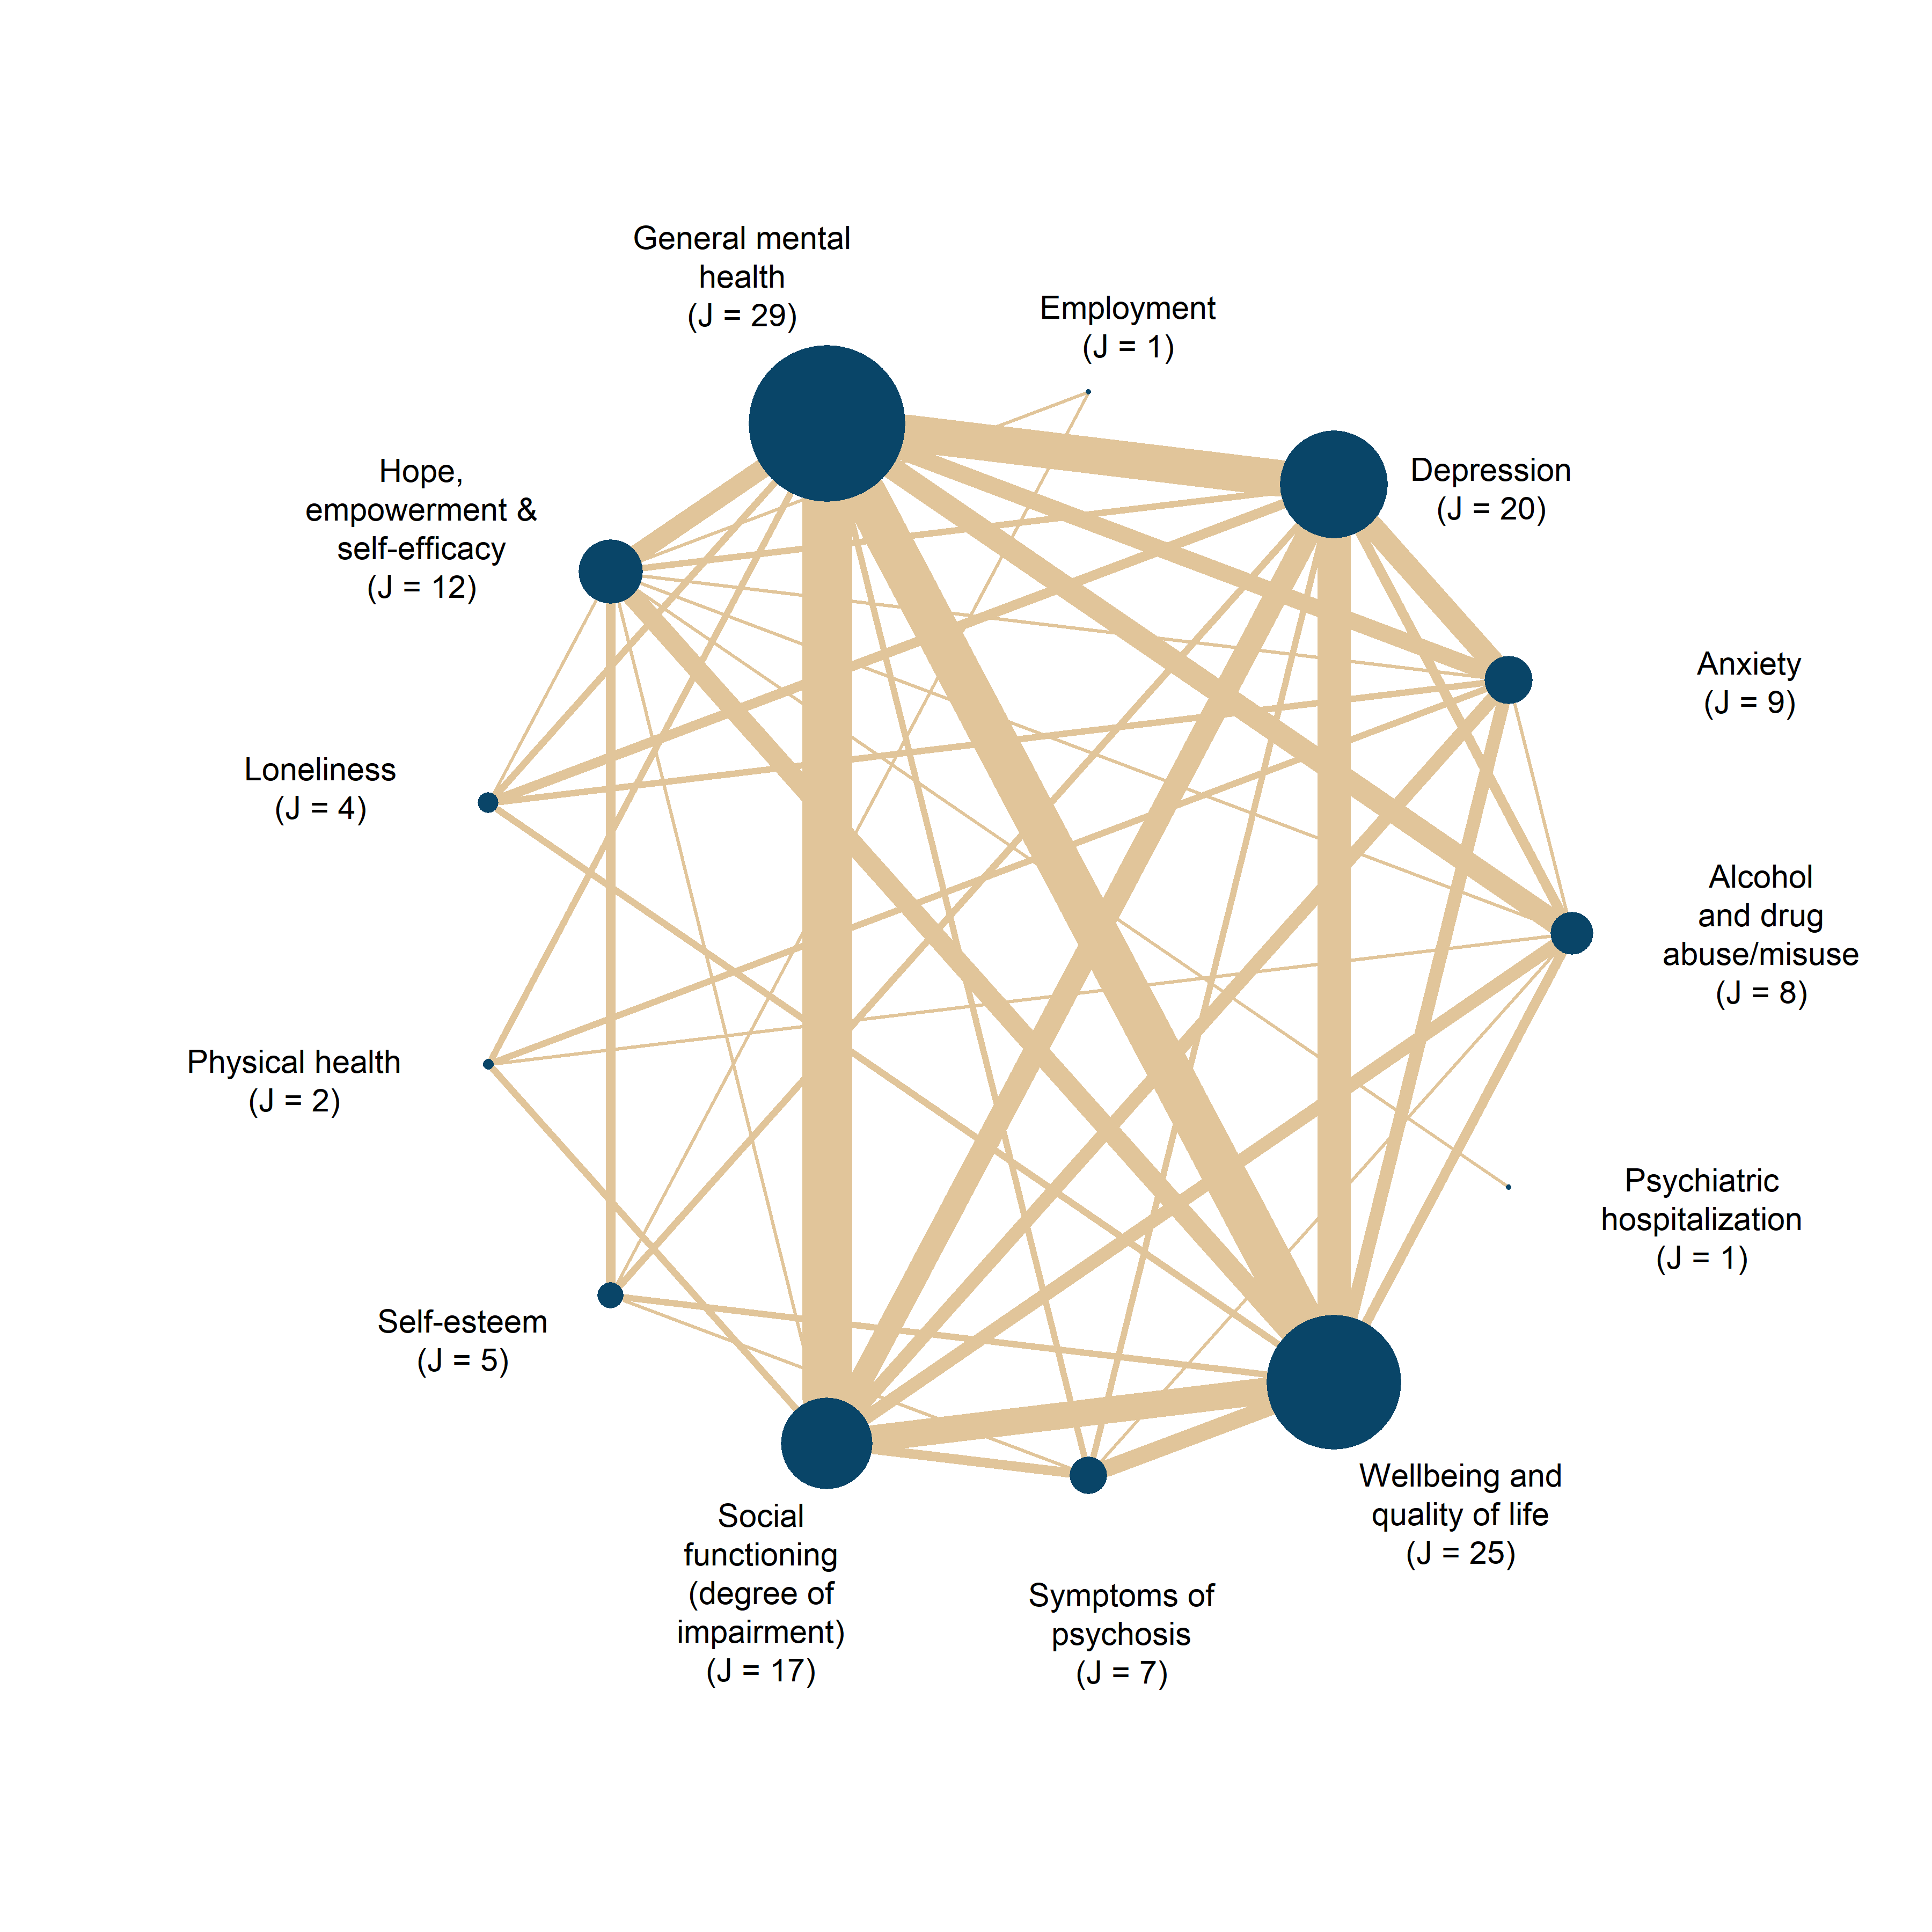 General mental
health
(J = 29)
Employment
(J = 1)
Depression
(J = 20)
Hope,
empowerment &
self-efficacy
(J = 12)
Anxiety
(J = 9)
Loneliness
(J = 4)
Alcohol
and drug
abuse/misuse
(J = 8)
Physical health
(J = 2)
Psychiatric
hospitalization
(J = 1)
Self-esteem
(J = 5)
Wellbeing and
quality of life
(J = 25)
Social
functioning
(degree of
impairment)
(J = 17)
Symptoms of
psychosis
(J = 7)